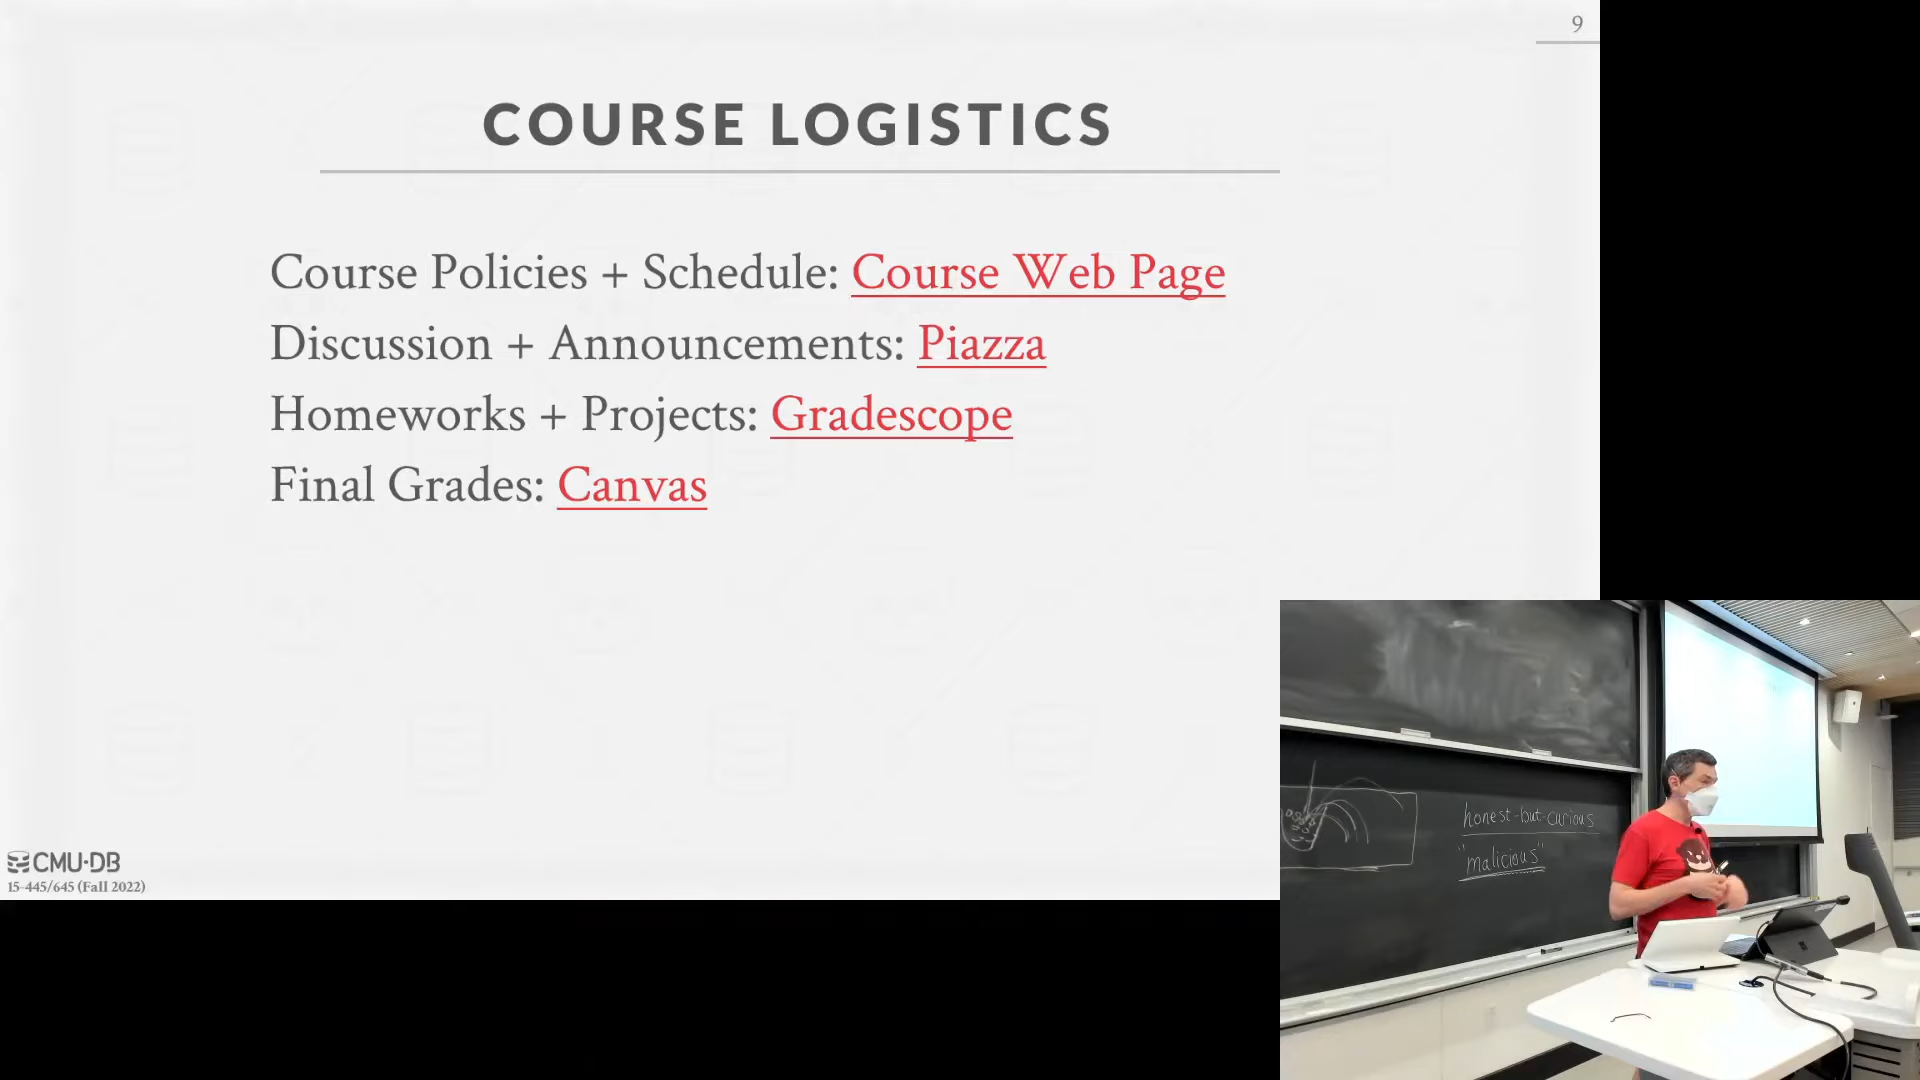 9
COURSE LOGISTICS
Course Policies + Schedule: Course Web Page
Discussion + Announcements: Piazza
Homeworks + Projects: Gradescope
Final Grades: Canvas
CMU·DB
15-445/645 (Fall 2022)
honest-but-curious
"malicious"